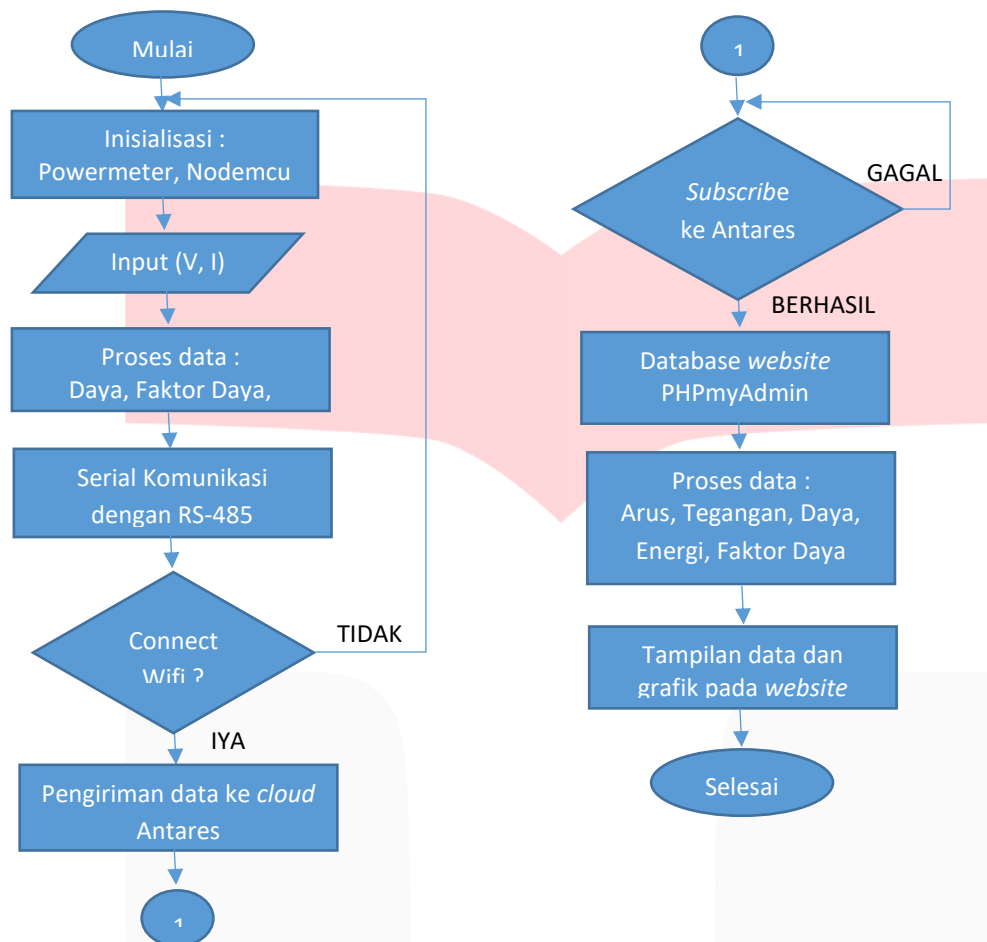 Mulai
Inisialisasi :
Powermeter, Nodemcu
Input (V, I)
Proses data :
Daya, Faktor Daya,
Serial Komunikasi
dengan RS-485
Connect
Wifi ?
TIDAK
IYA
Pengiriman data ke cloud
Antares
1
1
Subscribe
ke Antares
GAGAL
BERHASIL
Database website
PHPmyAdmin
Proses data :
Arus, Tegangan, Daya,
Energi, Faktor Daya
Tampilan data dan
grafik pada website
Selesai